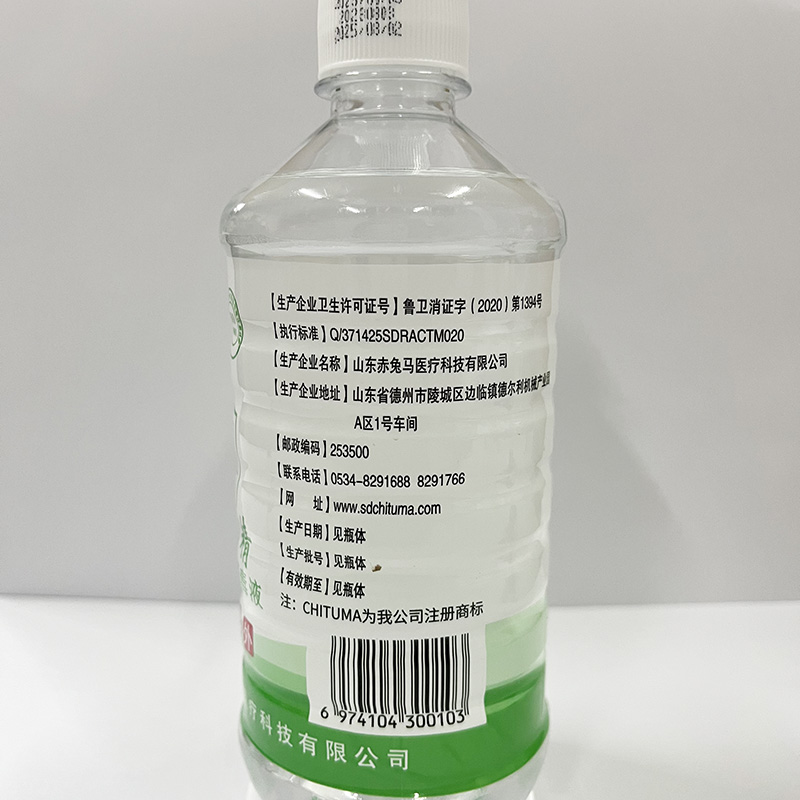 2025/08/02
【生产企业卫生许可证号】鲁卫消证字（2020）第1394号
【执行标准】Q/371425SDRACTM020
【生产企业名称】山东赤兔马医疗科技有限公司
【生产企业地址】山东省德州市陵城区边临镇德尔利机械产业园
A区1号车间
【邮政编码】253500
【联系电话】0534-8291688 8291766
【网 址】www.sdchituma.com
【生产日期】见瓶体
【生产批号】见瓶体
【有效期至】见瓶体
注：CHITUMA为我公司注册商标
液
外
6 974104 300103
疗科技有限公司